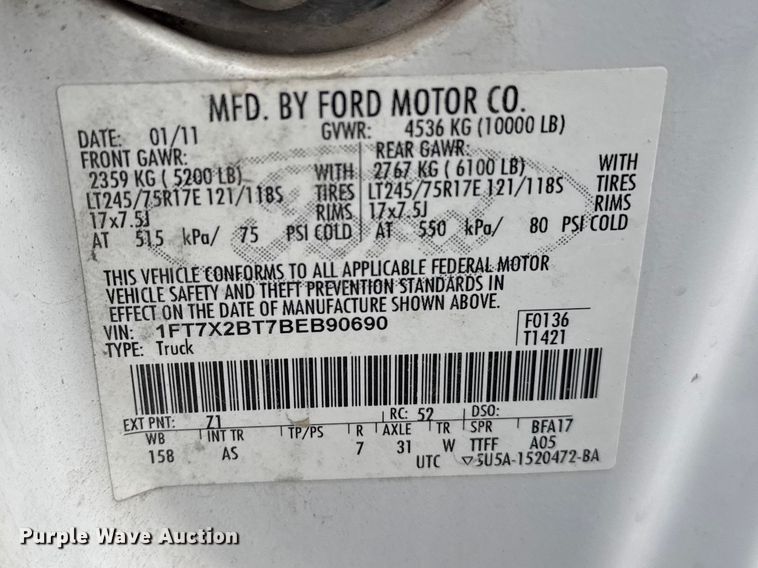 MFD. BY FORD MOTOR CO.
DATE: 01/11 GVWR: 4536 KG (10000 LB)
FRONT GAWR: REAR GAWR:
2359 KG ( 5200 LB) WITH 2767 KG ( 6100 LB) WITH
LT245/75R17E 121/118S TIRES LT245/75R17E 121/118S TIRES
17x7.5J RIMS 17x7.5J RIMS
AT 515 kPa/ 75 PSI COLD AT 550 kPa/ 80 PSI COLD
Ford
THIS VEHICLE CONFORMS TO ALL APPLICABLE FEDERAL MOTOR
VEHICLE SAFETY AND THEFT PREVENTION STANDARDS IN
EFFECT ON THE DATE OF MANUFACTURE SHOWN ABOVE.
VIN: 1FT7X2BT7BEB90690 F0136
TYPE: Truck T1421
EXT PNT: 71 RC: 52 DSO:
WB INT TR TP/PS R AXLE TR SPR BFA17
158 AS 7 31 W TTFF A05
UTC ▽5U5A-1520472-BA
Purple Wave Auction